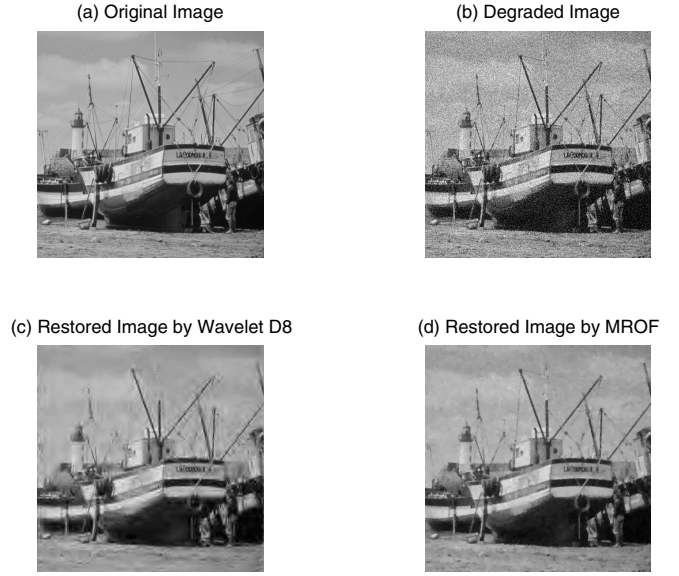 (a) Original Image
(b) Degraded Image
(c) Restored Image by Wavelet D8
(d) Restored Image by MROF